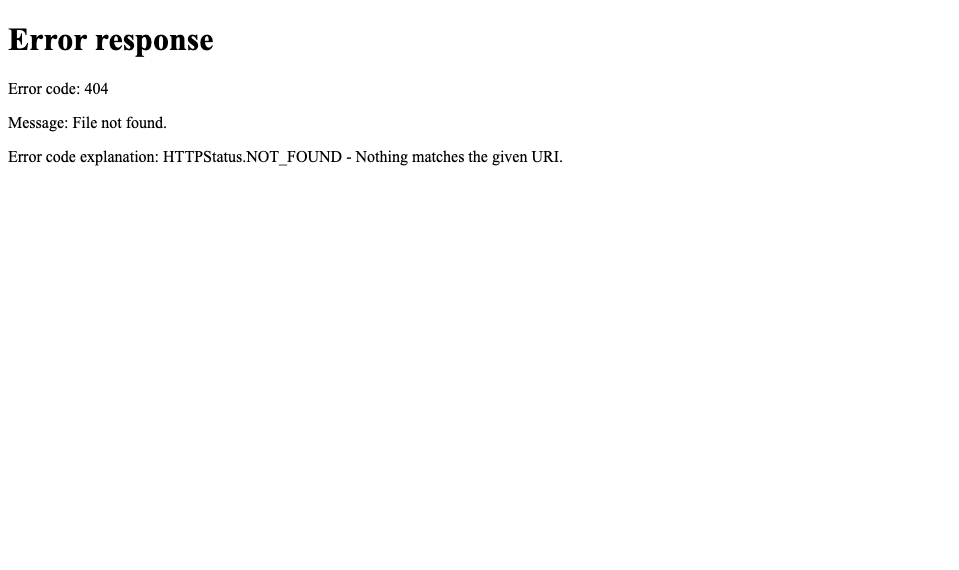 Error response
Error code: 404
Message: File not found.
Error code explanation: HTTPStatus.NOT_FOUND - Nothing matches the given URI.